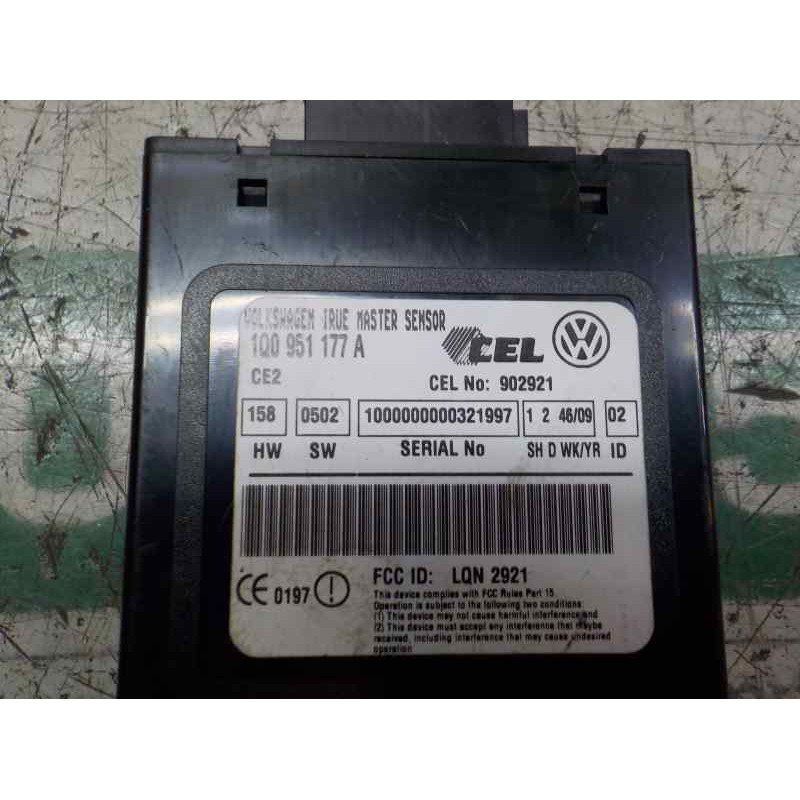 VOLKSWAGEN TRUE MASTER SENSOR
1Q0 951 177 A
CEL
CE2
CEL No: 902921
158 0502 1000000000321997 1 2 46/09 02
HW SW SERIAL No SH D WK/YR ID
CE 0197
FCC ID: LQN 2921
This device complies with FCC Rules Part 15.
Operation is subject to the following two conditions:
(1) This device may not cause harmful interference and
(2) This device must accept any interference that may be
received, including interference that may cause undesired
operation